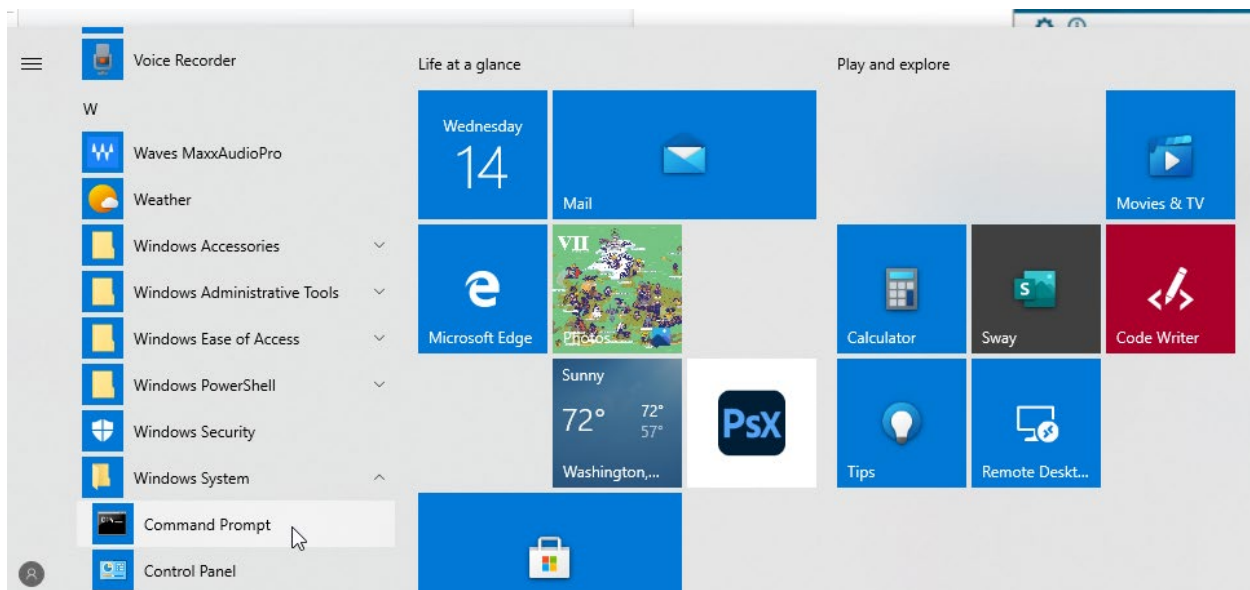 Voice Recorder
W
Waves MaxxAudioPro
Weather
Windows Accessories
Windows Administrative Tools
Windows Ease of Access
Windows PowerShell
Windows Security
Windows System
Command Prompt
Control Panel
Life at a glance
Wednesday
14
Mail
Microsoft Edge
VII
Photos
Sunny
72° 72°
57°
Washington,...
PsX
Play and explore
Movies & TV
Calculator
S
Sway
Code Writer
Tips
Remote Deskt...